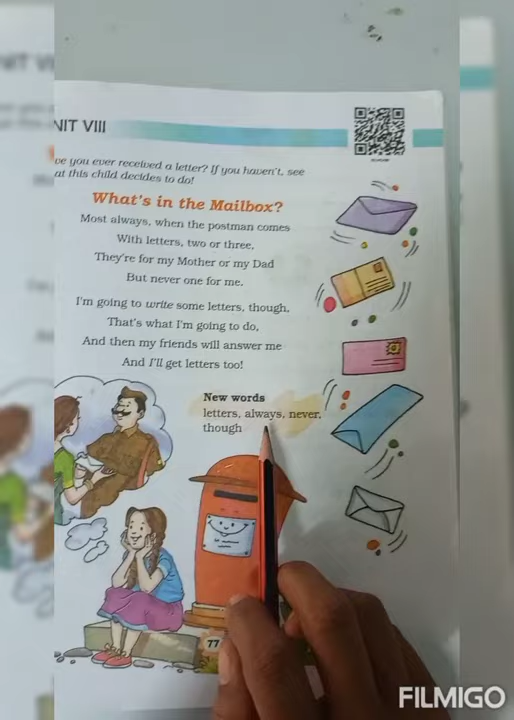 NIT VIII
ve you ever received a letter? If you haven't, see
at this child decides to do!
What's in the Mailbox?
Most always, when the postman comes
With letters, two or three,
They're for my Mother or my Dad
But never one for me.
I'm going to write some letters, though,
That's what I'm going to do,
And then my friends will answer me
And I'll get letters too!
New words
letters, always, never,
though
77
FILMIGO